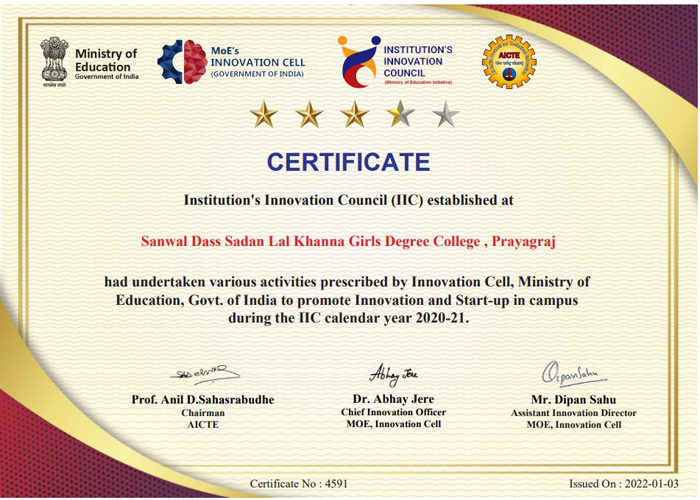 Ministry of
Education
Government of India
सत्यमेव जयते
MoE's
INNOVATION CELL
(GOVERNMENT OF INDIA)
INSTITUTION'S
INNOVATION
COUNCIL
(Ministry of Education Initiative)
AICTE
CERTIFICATE
Institution's Innovation Council (IIC) established at
Sanwal Dass Sadan Lal Khanna Girls Degree College , Prayagraj
had undertaken various activities prescribed by Innovation Cell, Ministry of
Education, Govt. of India to promote Innovation and Start-up in campus
during the IIC calendar year 2020-21.
Abhay Jere
Dipansahu
Prof. Anil D.Sahasrabudhe
Chairman
AICTE
Dr. Abhay Jere
Chief Innovation Officer
MOE, Innovation Cell
Mr. Dipan Sahu
Assistant Innovation Director
MOE, Innovation Cell
Certificate No : 4591
Issued On : 2022-01-03